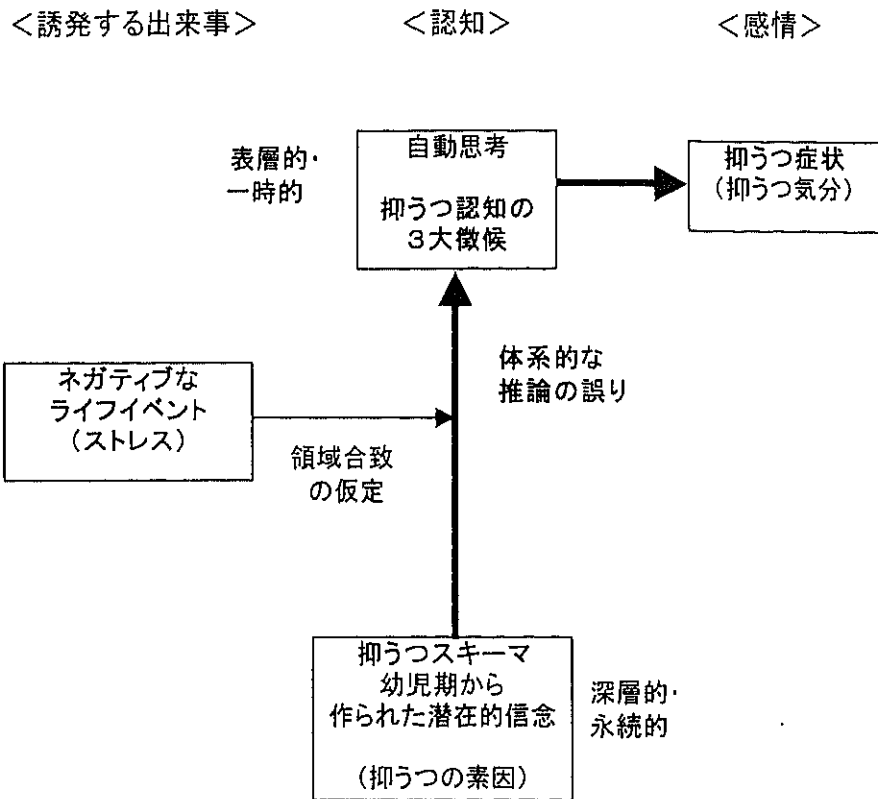 ＜誘発する出来事＞
＜認知＞
＜感情＞
表層的・
一時的
自動思考
抑うつ認知の
３大徴候
抑うつ症状
（抑うつ気分）
ネガティブな
ライフイベント
（ストレス）
領域合致
の仮定
体系的な
推論の誤り
抑うつスキーマ
幼児期から
作られた潜在的信念
（抑うつの素因）
深層的・
永続的